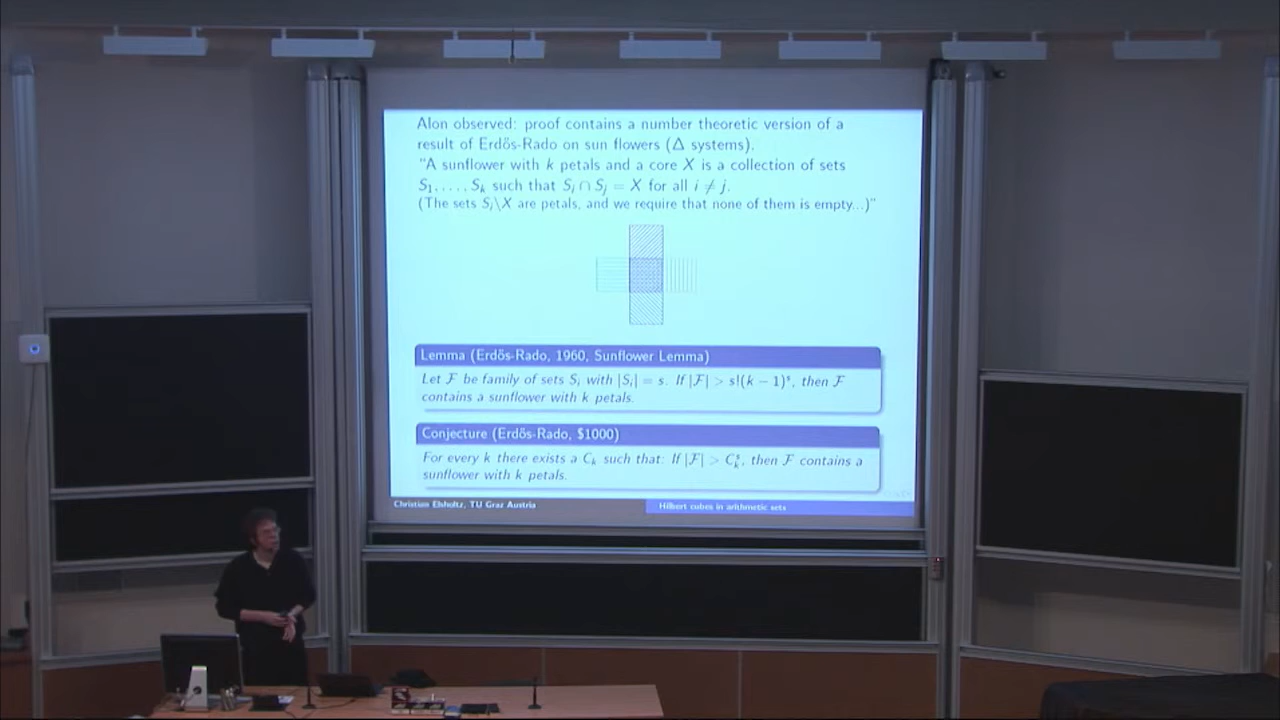 Alon observed: proof contains a number theoretic version of a
result of Erdős-Rado on sun flowers (Δ systems).
"A sunflower with k petals and a core X is a collection of sets
S₁, . . . , Sₖ such that Sᵢ ∩ Sⱼ = X for all i ≠ j.
(The sets Sᵢ\X are petals, and we require that none of them is empty...)"
Lemma (Erdős-Rado, 1960, Sunflower Lemma)
Let ℱ be family of sets Sᵢ with |Sᵢ| = s. If |ℱ| > s!(k − 1)ˢ, then ℱ
contains a sunflower with k petals.
Conjecture (Erdős-Rado, $1000)
For every k there exists a Cₖ such that: If |ℱ| > Cₖˢ, then ℱ contains a
sunflower with k petals.
Christian Elsholtz, TU Graz Austria
Hilbert cubes in arithmetic sets